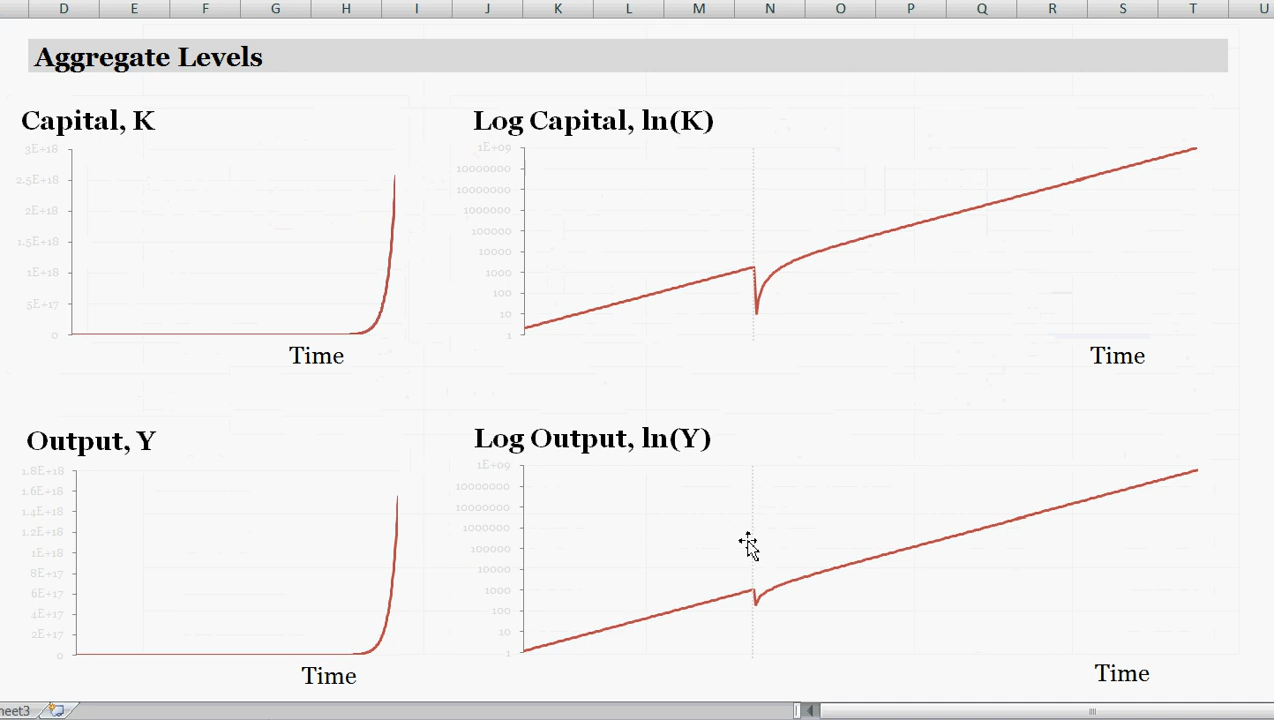 D E F G H I J K L M N O P Q R S T U
Aggregate Levels
Capital, K
3E+18
2.5E+18
2E+18
1.5E+18
1E+18
5E+17
0
Time
Log Capital, ln(K)
1E+09
10000000
10000000
1000000
100000
10000
1000
100
10
1
Time
Output, Y
1.8E+18
1.6E+18
1.4E+18
1.2E+18
1E+18
8E+17
6E+17
4E+17
2E+17
0
Time
Log Output, ln(Y)
1E+09
10000000
10000000
1000000
100000
10000
1000
100
10
1
Time
heet3